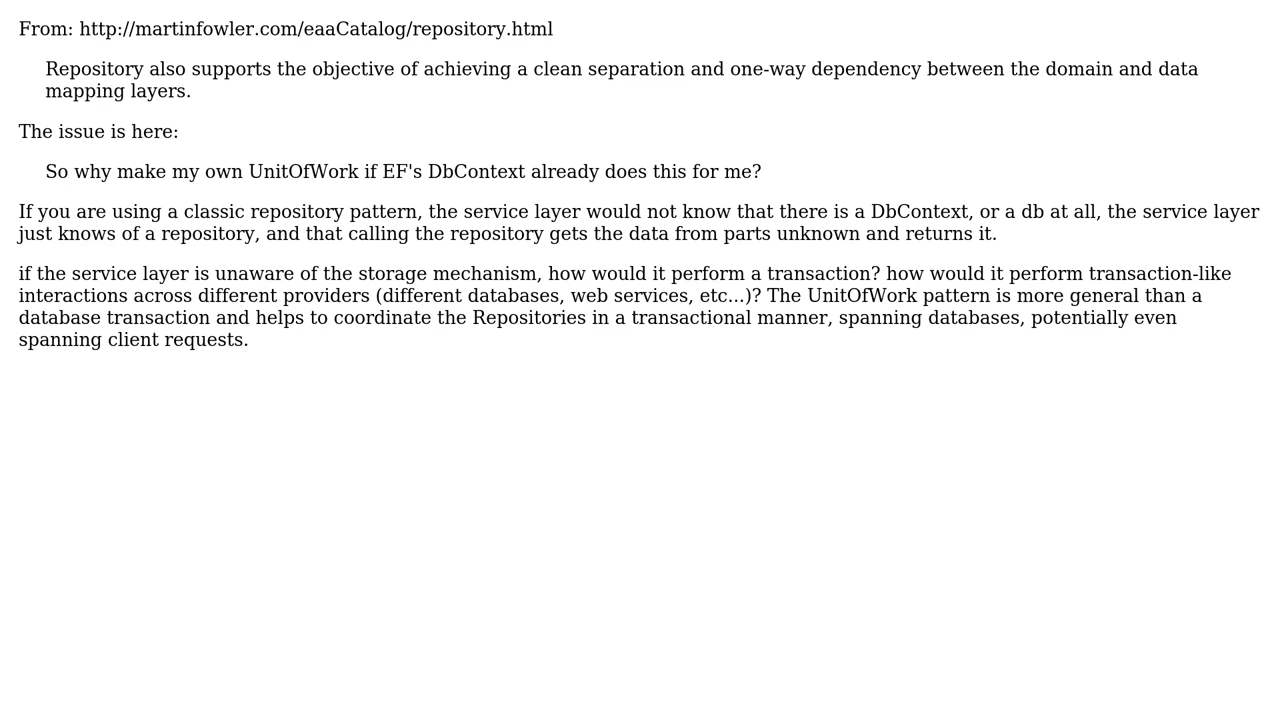 From: http://martinfowler.com/eaaCatalog/repository.html
Repository also supports the objective of achieving a clean separation and one-way dependency between the domain and data
mapping layers.
The issue is here:
So why make my own UnitOfWork if EF's DbContext already does this for me?
If you are using a classic repository pattern, the service layer would not know that there is a DbContext, or a db at all, the service layer
just knows of a repository, and that calling the repository gets the data from parts unknown and returns it.
if the service layer is unaware of the storage mechanism, how would it perform a transaction? how would it perform transaction-like
interactions across different providers (different databases, web services, etc...)? The UnitOfWork pattern is more general than a
database transaction and helps to coordinate the Repositories in a transactional manner, spanning databases, potentially even
spanning client requests.